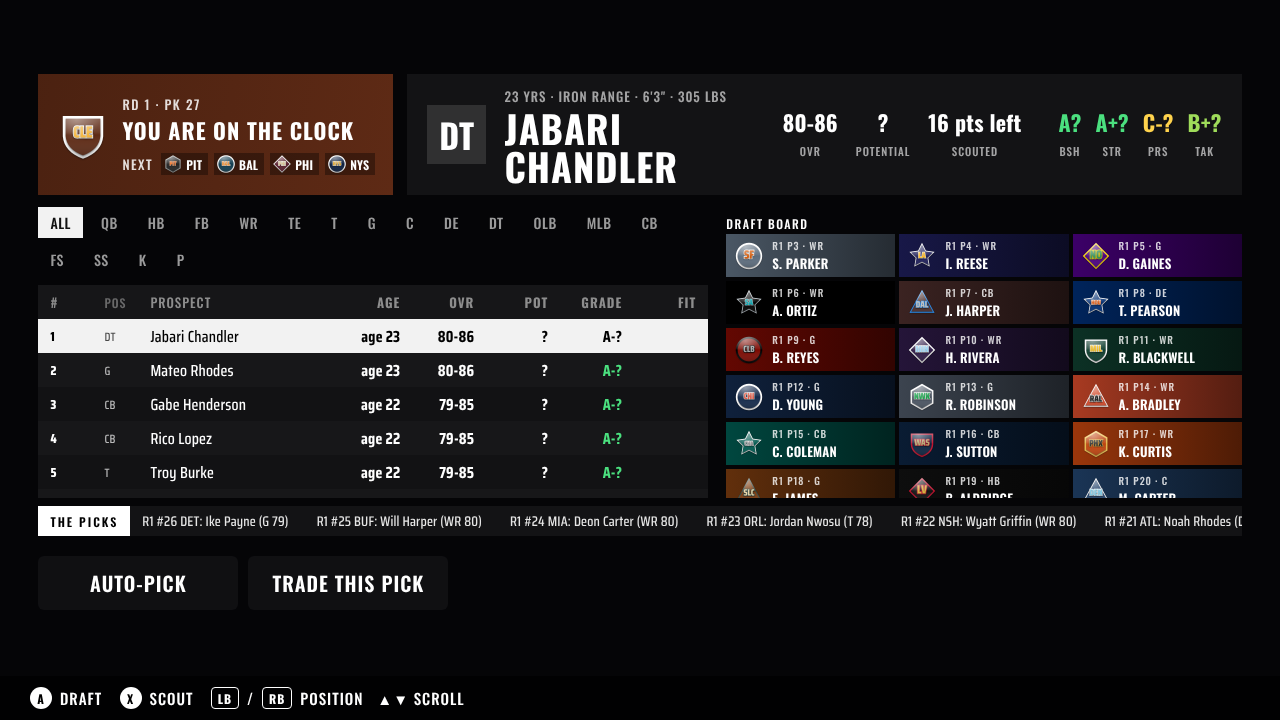 RD 1 · PK 27
YOU ARE ON THE CLOCK
NEXT PIT BAL PHI NYS
CLE
DT
23 YRS · IRON RANGE · 6'3" · 305 LBS
JABARI
CHANDLER
80-86 ? 16 pts left A? A+? C-? B+?
OVR POTENTIAL SCOUTED BSH STR PRS TAK
ALL QB HB FB WR TE T G C DE DT OLB MLB CB
FS SS K P
# POS PROSPECT AGE OVR POT GRADE FIT
1 DT Jabari Chandler age 23 80-86 ? A-?
2 G Mateo Rhodes age 23 80-86 ? A-?
3 CB Gabe Henderson age 22 79-85 ? A-?
4 CB Rico Lopez age 22 79-85 ? A-?
5 T Troy Burke age 22 79-85 ? A-?
DRAFT BOARD
R1 P3 · WR
S. PARKER
R1 P4 · WR
I. REESE
R1 P5 · G
D. GAINES
R1 P6 · WR
A. ORTIZ
R1 P7 · CB
J. HARPER
R1 P8 · DE
T. PEARSON
R1 P9 · G
B. REYES
R1 P10 · WR
H. RIVERA
R1 P11 · WR
R. BLACKWELL
R1 P12 · G
D. YOUNG
R1 P13 · G
R. ROBINSON
R1 P14 · WR
A. BRADLEY
R1 P15 · CB
C. COLEMAN
R1 P16 · CB
J. SUTTON
R1 P17 · WR
K. CURTIS
R1 P18 · G
E. JAMES
R1 P19 · HB
R1 P20 · C
M. CARTER
THE PICKS R1 #26 DET: Ike Payne (G 79) R1 #25 BUF: Will Harper (WR 80) R1 #24 MIA: Deon Carter (WR 80) R1 #23 ORL: Jordan Nwosu (T 78) R1 #22 NSH: Wyatt Griffin (WR 80) R1 #21 ATL: Noah Rhodes (
AUTO-PICK TRADE THIS PICK
A DRAFT X SCOUT LB / RB POSITION ▲▼ SCROLL